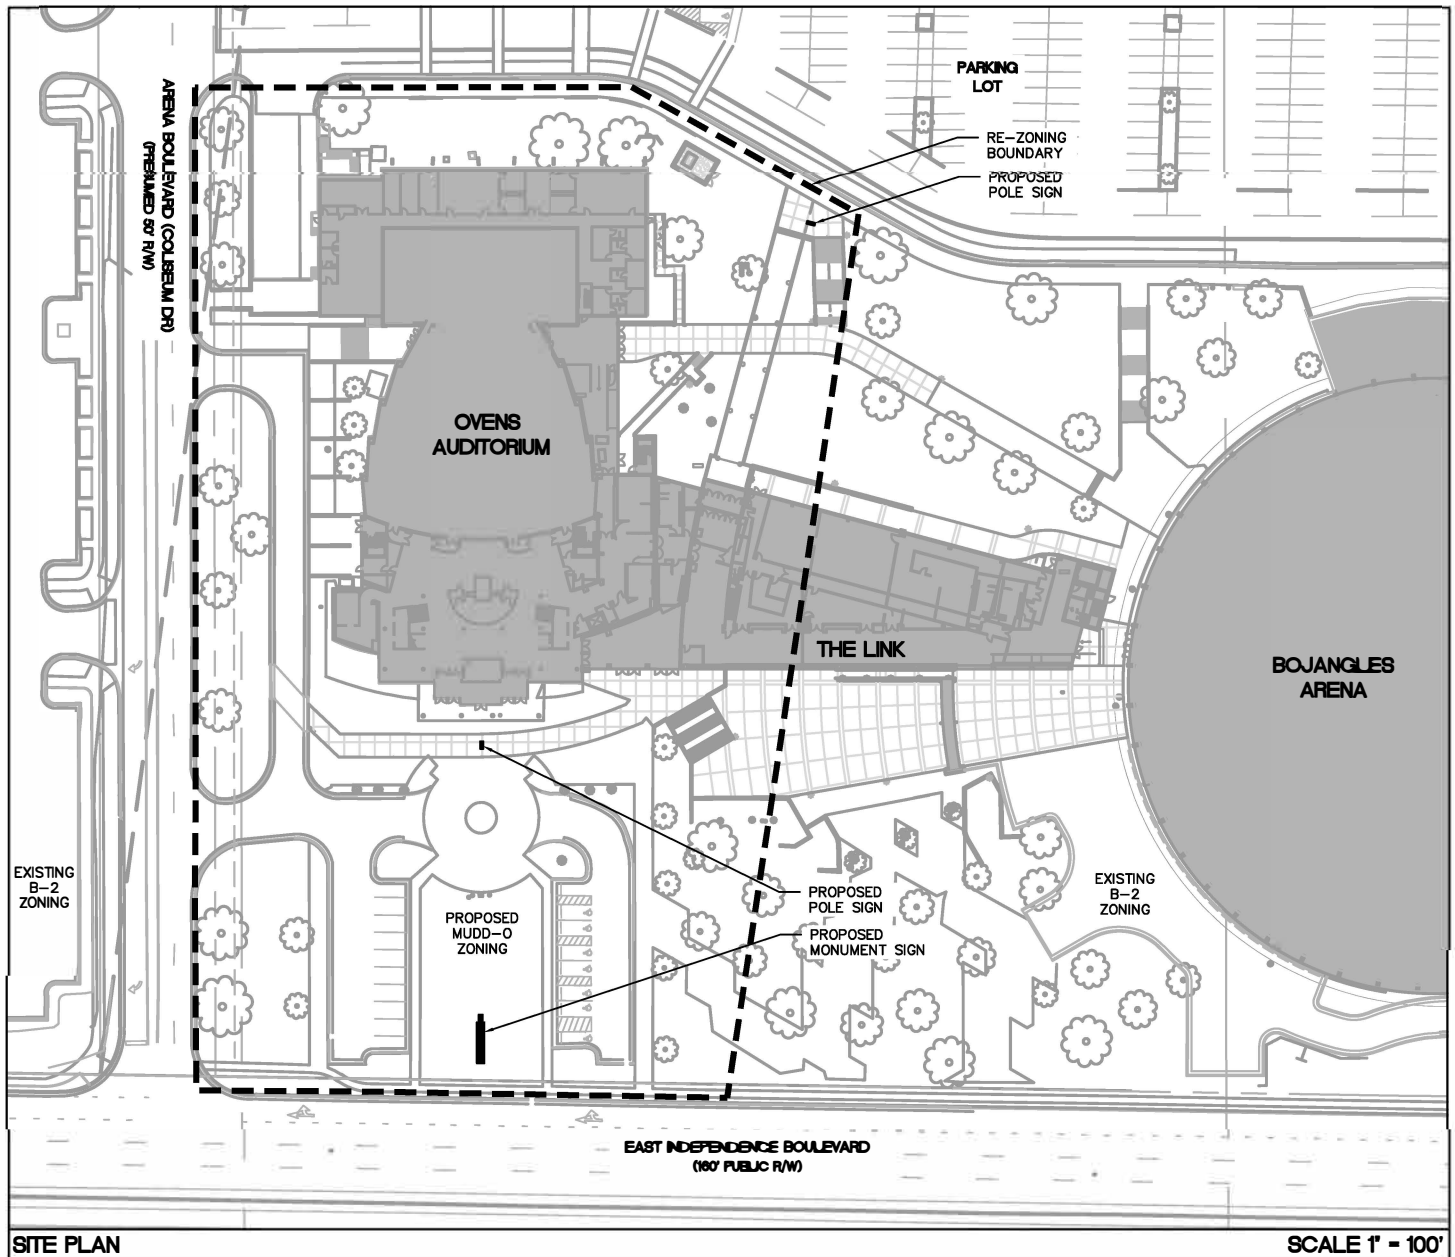 PARKING
LOT
RE-ZONING
BOUNDARY
PROPOSED
POLE SIGN
ARENA BOULEVARD (COLISEUM DR)
(PRESUMED 50' R/W)
OVENS
AUDITORIUM
THE LINK
BOJANGLES
ARENA
EXISTING
B-2
ZONING
PROPOSED
MUDD-O
ZONING
PROPOSED
POLE SIGN
PROPOSED
MONUMENT SIGN
EXISTING
B-2
ZONING
EAST INDEPENDENCE BOULEVARD
(160' PUBLIC R/W)
SITE PLAN
SCALE 1" = 100'